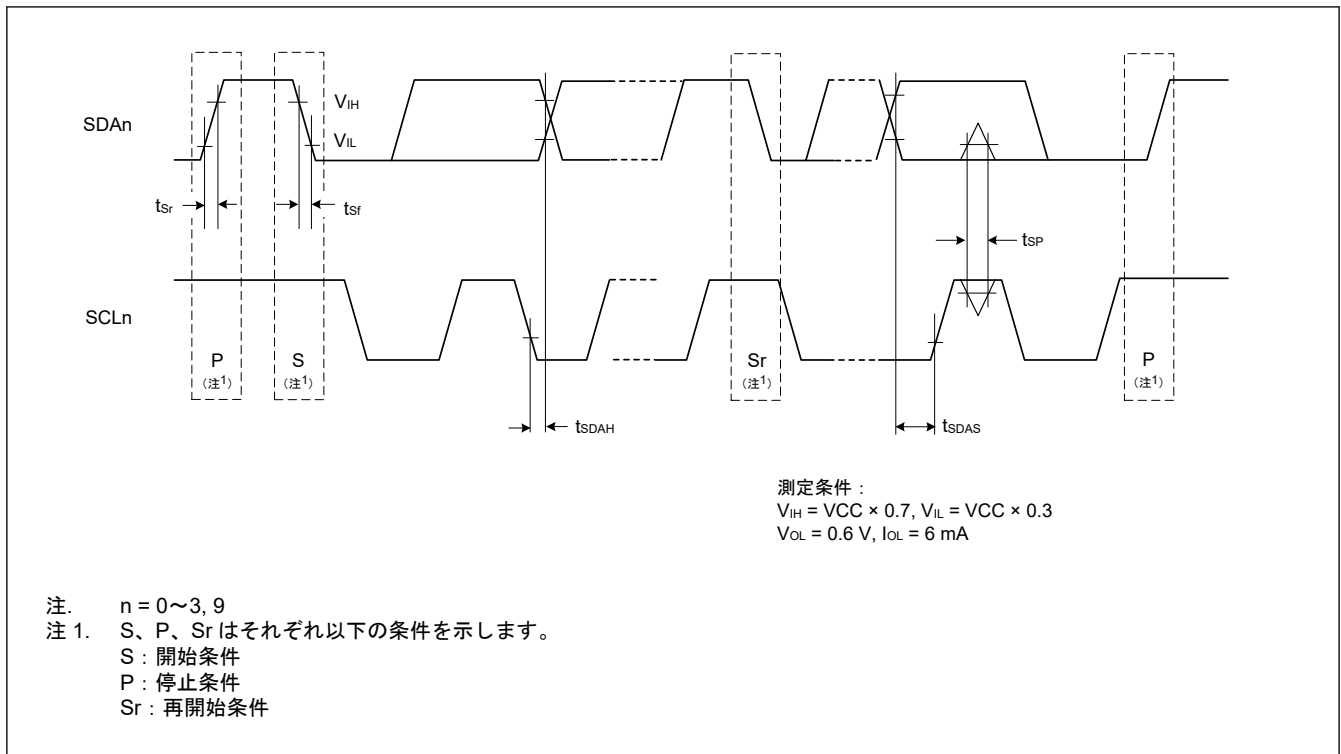 SDAn
VIH
VIL
tSr
tSf
tSP
SCLn
P
（注1）
S
（注1）
Sr
（注1）
P
（注1）
tSDAH
tSDAS
測定条件：
VIH = VCC × 0.7, VIL = VCC × 0.3
VOL = 0.6 V, IOL = 6 mA
注. n = 0～3, 9
注 1. S、P、Sr はそれぞれ以下の条件を示します。
S：開始条件
P：停止条件
Sr：再開始条件